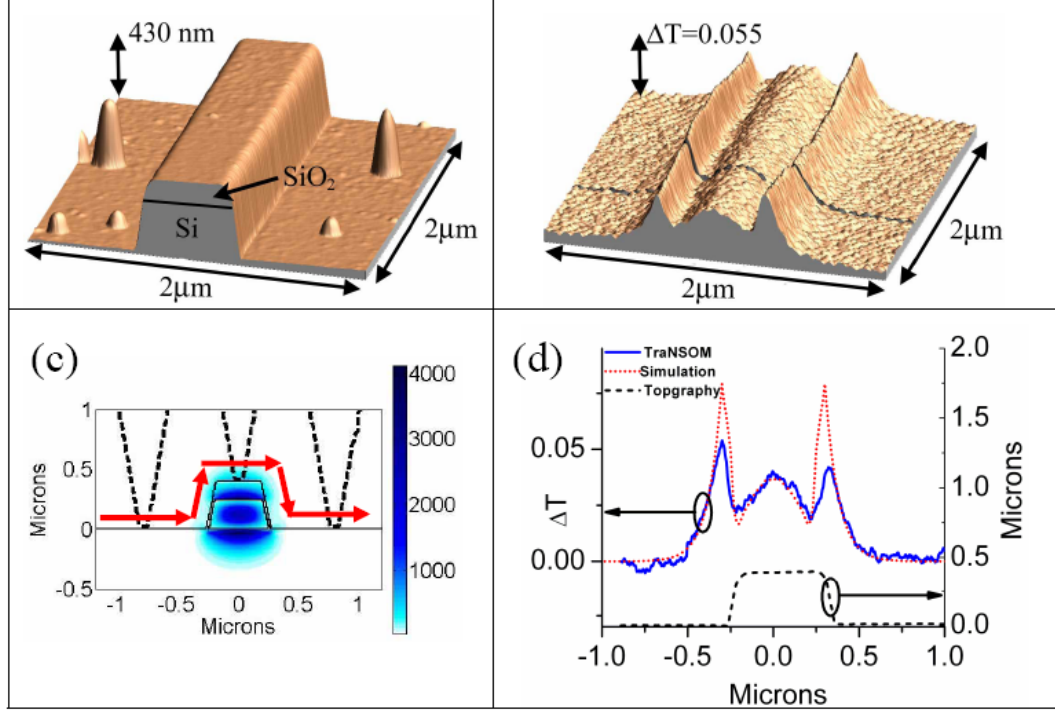 430 nm
SiO2
Si
2μm
2μm
ΔT=0.055
2μm
2μm
(c)
4000
3000
2000
1000
1
0.5
0
-0.5
Microns
-1
-0.5
0
0.5
1
Microns
(d)
TraNSOM
Simulation
Topgraphy
0.05
0.00
ΔT
2.0
1.5
1.0
0.5
0.0
Microns
-1.0
-0.5
0.0
0.5
1.0
Microns